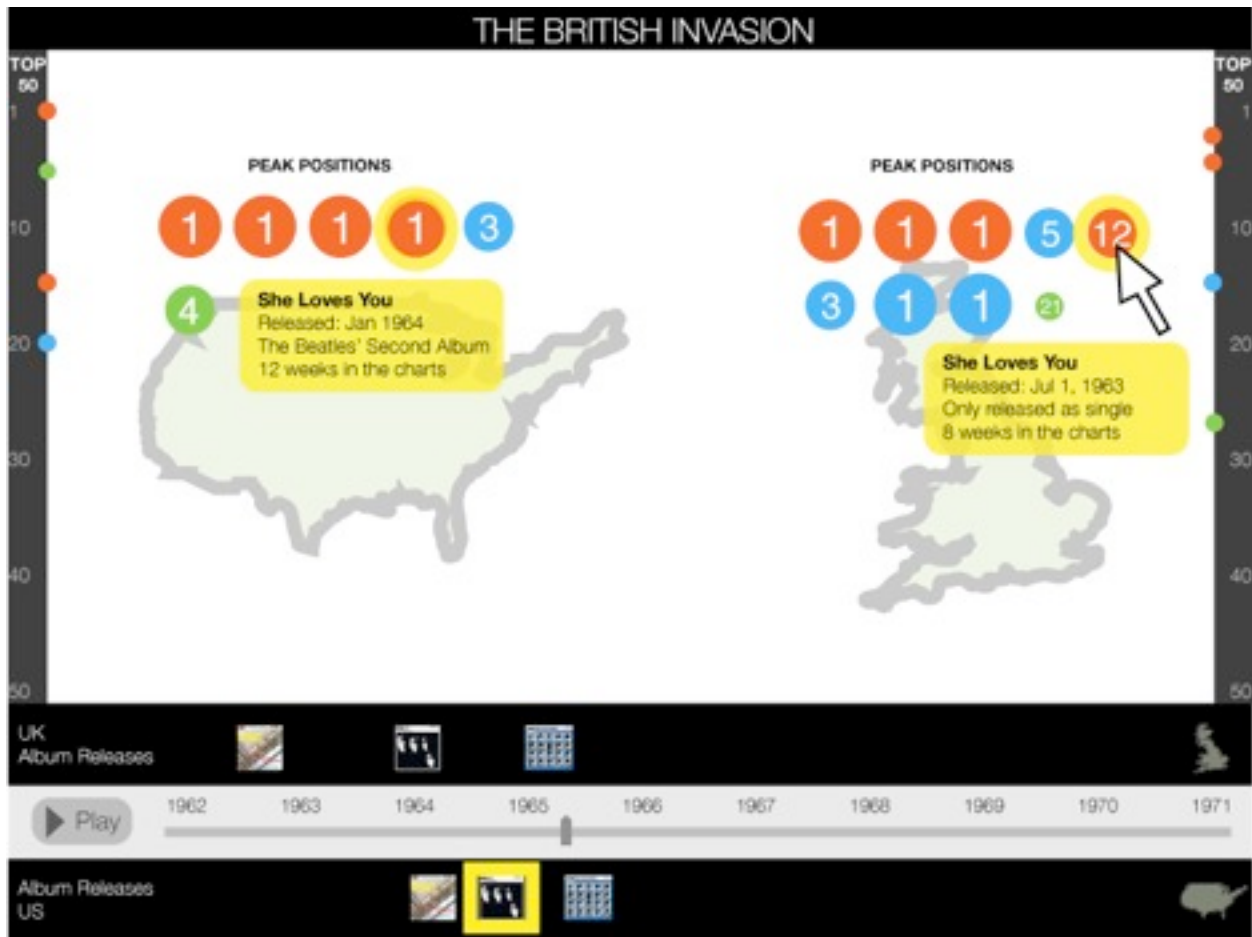 THE BRITISH INVASION
TOP
50
1
10
20
30
40
50
PEAK POSITIONS
1 1 1 1 3
4
She Loves You
Released: Jan 1964
The Beatles' Second Album
12 weeks in the charts
PEAK POSITIONS
1 1 1 5 12
3 1 1 21
She Loves You
Released: Jul 1, 1963
Only released as single
8 weeks in the charts
TOP
50
1
10
20
30
40
50
UK
Album Releases
Play
1962 1963 1964 1965 1966 1967 1968 1969 1970 1971
Album Releases
US